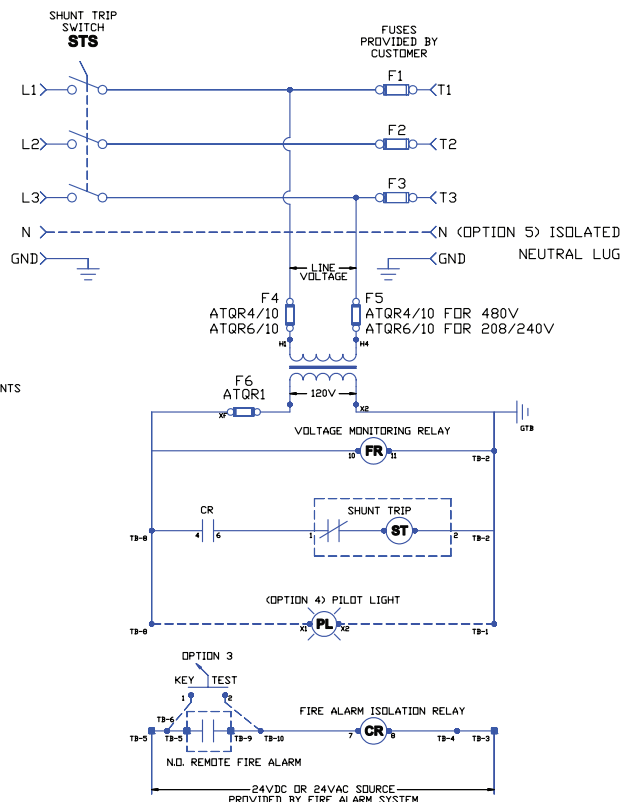 SHUNT TRIP
SWITCH
STS
FUSES
PROVIDED BY
CUSTOMER
F1
L1
T1
F2
L2
T2
F3
L3
T3
N
N (OPTION 5) ISOLATED
NEUTRAL LUG
GND
GND
LINE
VOLTAGE
F4
F5
ATQR4/10
ATQR4/10 FOR 480V
ATQR6/10
ATQR6/10 FOR 208/240V
H1
H4
NTS
F6
ATQR1
120V
XF
X2
GTB
VOLTAGE MONITORING RELAY
10
FR
11
TB-2
CR
SHUNT TRIP
4
6
1
ST
2
TB-8
TB-2
(OPTION 4) PILOT LIGHT
X1
PL
X2
TB-8
TB-1
OPTION 3
KEY
TEST
1
2
TB-6
FIRE ALARM ISOLATION RELAY
TB-5
TB-5
TB-9
TB-10
7
CR
8
TB-4
TB-3
N.O. REMOTE FIRE ALARM
24VDC OR 24VAC SOURCE
PROVIDED BY FIRE ALARM SYSTEM